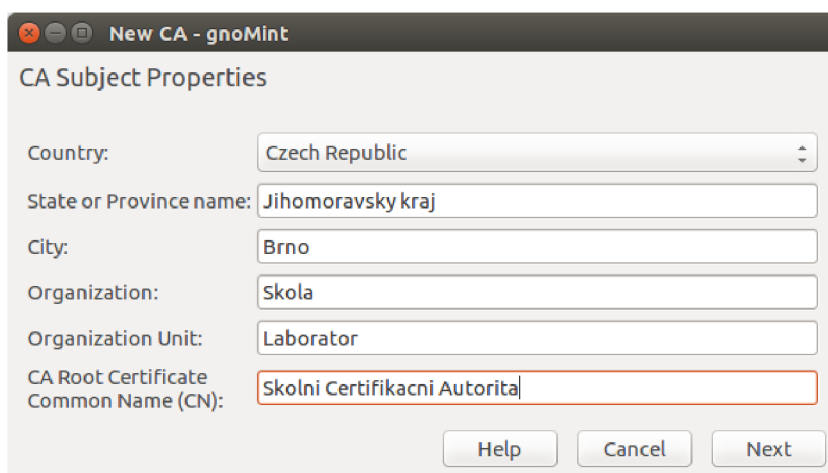 New CA - gnoMint
CA Subject Properties
Country: Czech Republic
State or Province name: Jihomoravsky kraj
City: Brno
Organization: Skola
Organization Unit: Laborator
CA Root Certificate
Common Name (CN): Skolni Certifikacni Autorita
Help Cancel Next